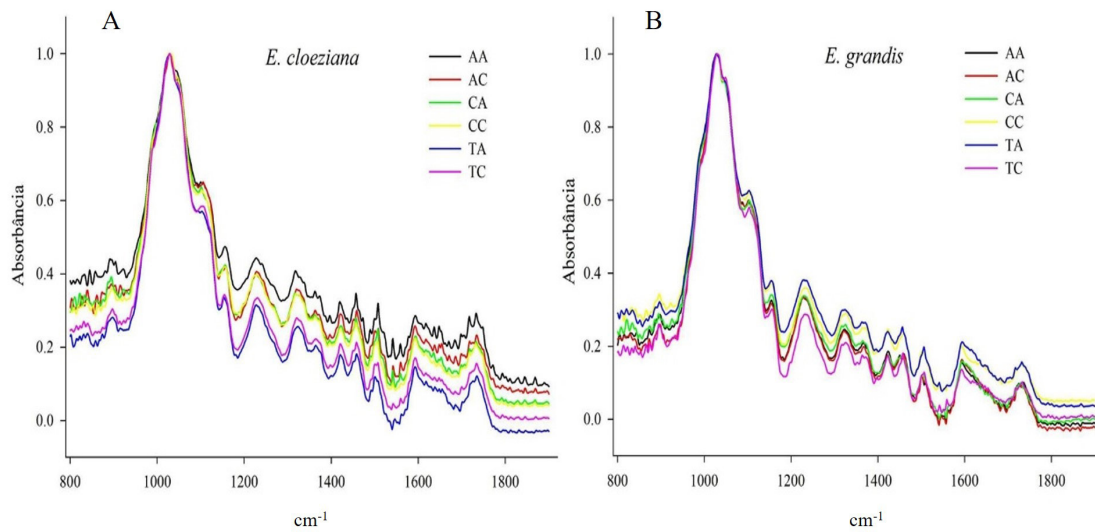 A
E. cloeziana
AA
AC
CA
CC
TA
TC
Absorbância
1.0
0.8
0.6
0.4
0.2
0.0
800 1000 1200 1400 1600 1800
cm-1
B
E. grandis
AA
AC
CA
CC
TA
TC
Absorbância
1.0
0.8
0.6
0.4
0.2
0.0
800 1000 1200 1400 1600 1800
cm-1